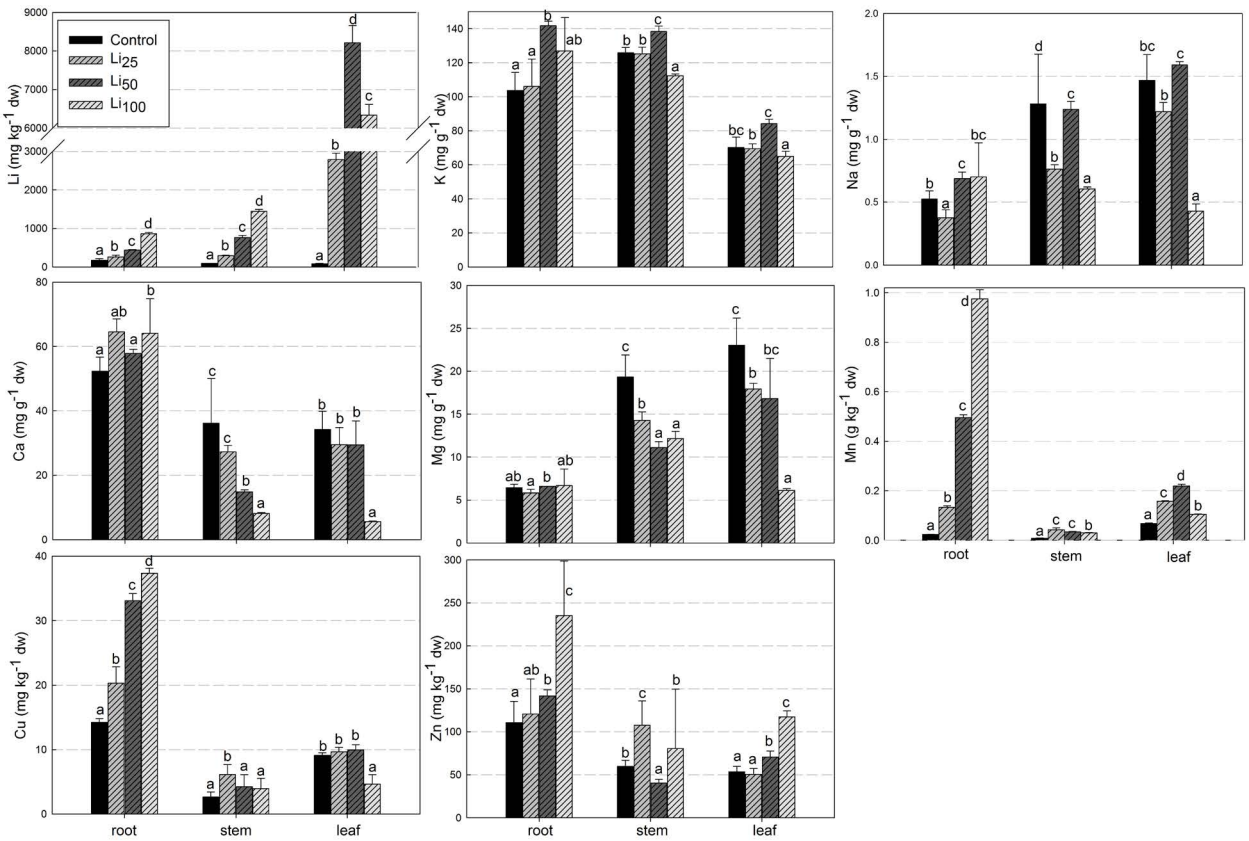 Li (mg kg-1 dw)
9000
8000
7000
6000
3000
2000
1000
0
Control
Li25
Li50
Li100
a b c d
a b c d
a b d c
K (mg g-1 dw)
140
120
100
80
60
40
20
0
a a b ab
b b c a
bc b c a
Na (mg g-1 dw)
2.0
1.5
1.0
0.5
0.0
b a c bc
d b c a
bc b c a
Ca (mg g-1 dw)
80
60
40
20
0
a ab a b
c c b a
b b b a
Mg (mg g-1 dw)
30
25
20
15
10
5
0
ab a b ab
c b a a
c b bc a
Mn (g kg-1 dw)
1.0
0.8
0.6
0.4
0.2
0.0
a b c d
a c c b
a c d b
root stem leaf
Cu (mg kg-1 dw)
40
30
20
10
0
a b c d
a b a a
b b b a
root stem leaf
Zn (mg kg-1 dw)
300
250
200
150
100
50
0
a ab b c
b c a b
a a b c
root stem leaf